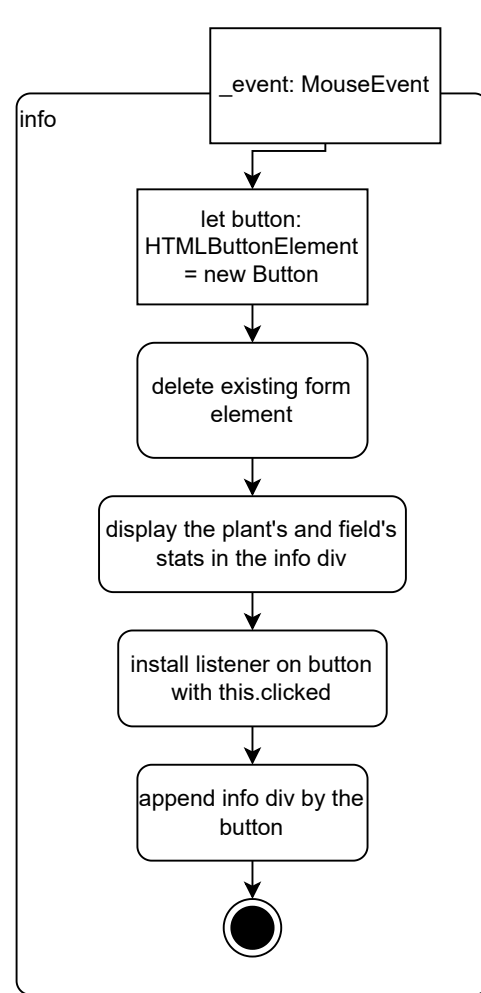 _event: MouseEvent
info
let button:
HTMLButtonElement
= new Button
delete existing form
element
display the plant's and field's
stats in the info div
install listener on button
with this.clicked
append info div by the
button